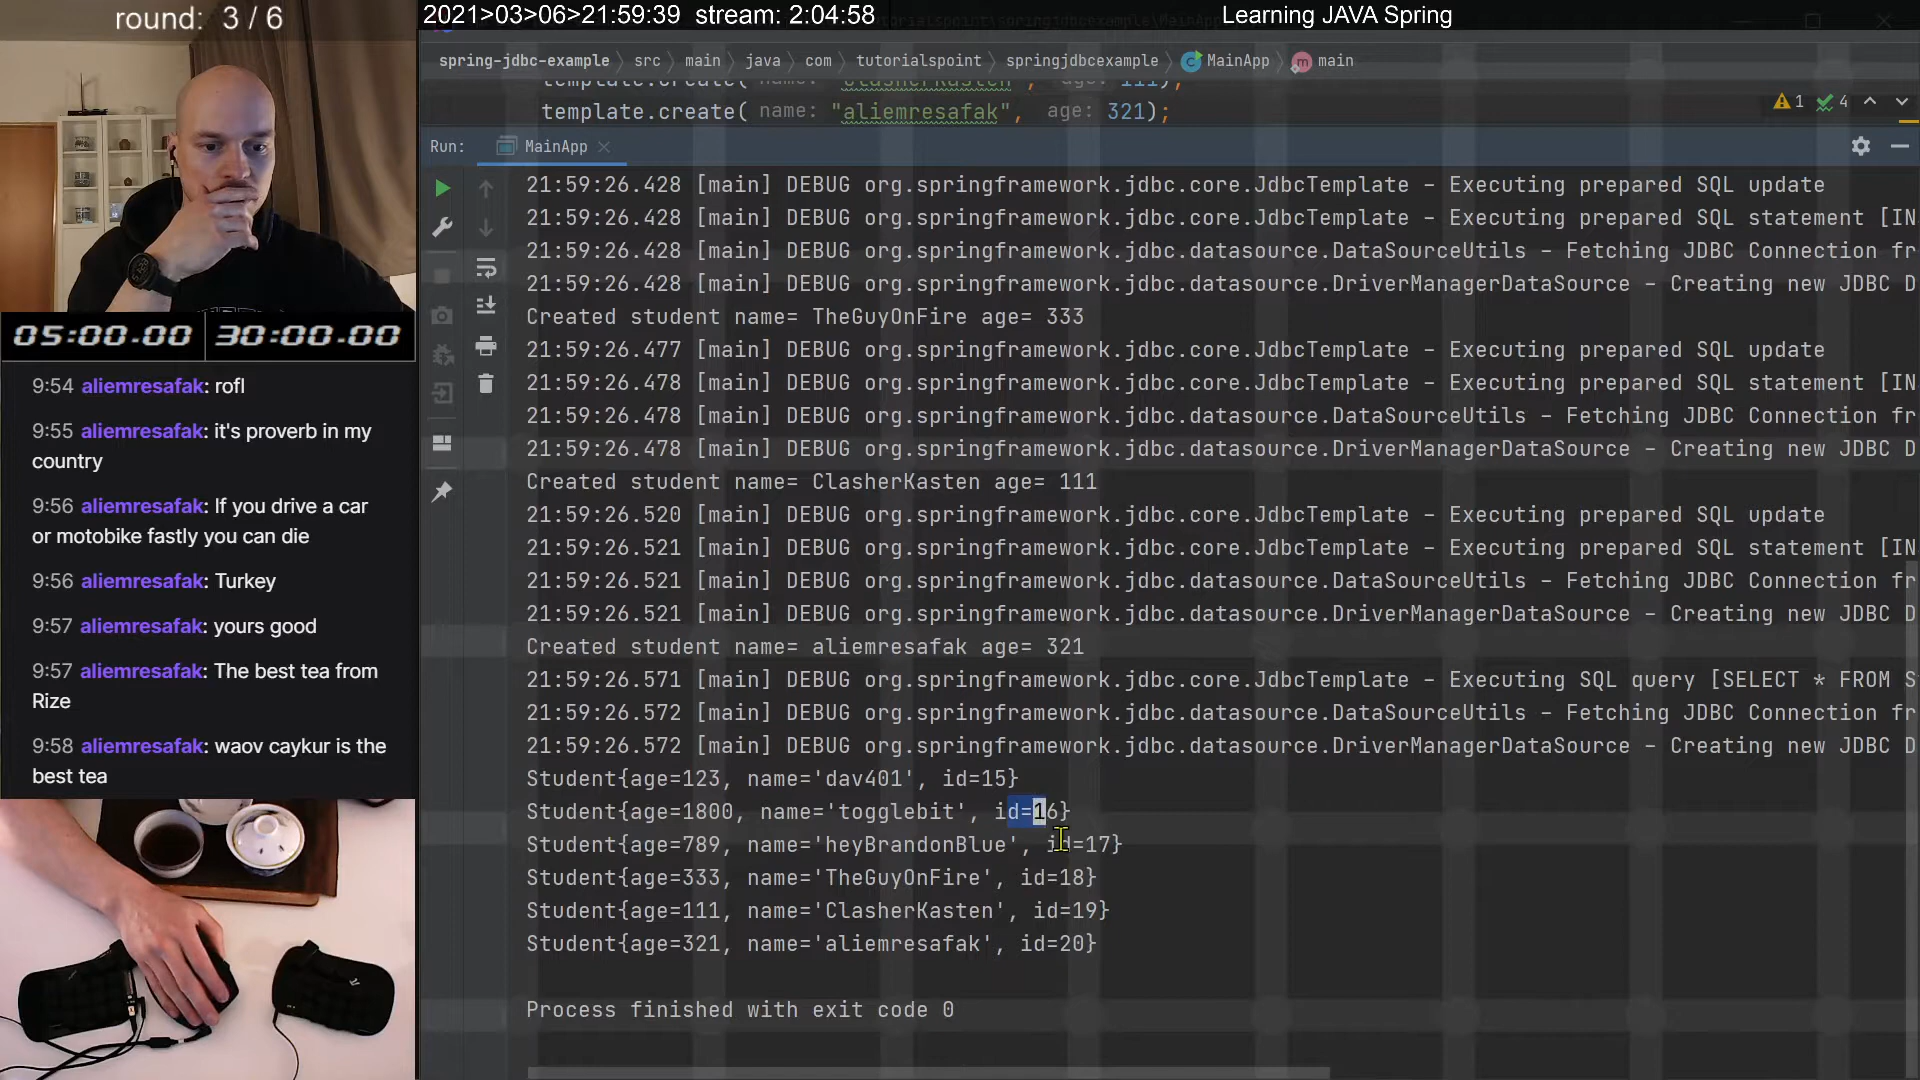 round: 3 / 6
2021>03>06>21:59:39 stream: 2:04:58
Learning JAVA Spring
spring-jdbc-example src main java com tutorialspoint springjdbcexample MainApp main
template.create( name: "ClasherKasten", age: 111);
template.create( name: "aliemresafak", age: 321);
1 4
Run: MainApp
21:59:26.428 [main] DEBUG org.springframework.jdbc.core.JdbcTemplate - Executing prepared SQL update
21:59:26.428 [main] DEBUG org.springframework.jdbc.core.JdbcTemplate - Executing prepared SQL statement [IN
21:59:26.428 [main] DEBUG org.springframework.jdbc.datasource.DataSourceUtils - Fetching JDBC Connection fr
21:59:26.428 [main] DEBUG org.springframework.jdbc.datasource.DriverManagerDataSource - Creating new JDBC D
Created student name= TheGuyOnFire age= 333
21:59:26.477 [main] DEBUG org.springframework.jdbc.core.JdbcTemplate - Executing prepared SQL update
21:59:26.478 [main] DEBUG org.springframework.jdbc.core.JdbcTemplate - Executing prepared SQL statement [IN
21:59:26.478 [main] DEBUG org.springframework.jdbc.datasource.DataSourceUtils - Fetching JDBC Connection fr
21:59:26.478 [main] DEBUG org.springframework.jdbc.datasource.DriverManagerDataSource - Creating new JDBC D
Created student name= ClasherKasten age= 111
21:59:26.520 [main] DEBUG org.springframework.jdbc.core.JdbcTemplate - Executing prepared SQL update
21:59:26.521 [main] DEBUG org.springframework.jdbc.core.JdbcTemplate - Executing prepared SQL statement [IN
21:59:26.521 [main] DEBUG org.springframework.jdbc.datasource.DataSourceUtils - Fetching JDBC Connection fr
21:59:26.521 [main] DEBUG org.springframework.jdbc.datasource.DriverManagerDataSource - Creating new JDBC D
Created student name= aliemresafak age= 321
21:59:26.571 [main] DEBUG org.springframework.jdbc.core.JdbcTemplate - Executing SQL query [SELECT * FROM S
21:59:26.572 [main] DEBUG org.springframework.jdbc.datasource.DataSourceUtils - Fetching JDBC Connection fr
21:59:26.572 [main] DEBUG org.springframework.jdbc.datasource.DriverManagerDataSource - Creating new JDBC D
Student{age=123, name='dav401', id=15}
Student{age=1800, name='togglebit', id=16}
Student{age=789, name='heyBrandonBlue', id=17}
Student{age=333, name='TheGuyOnFire', id=18}
Student{age=111, name='ClasherKasten', id=19}
Student{age=321, name='aliemresafak', id=20}
Process finished with exit code 0
05:00.00 30:00.00
9:54 aliemresafak: rofl
9:55 aliemresafak: it's proverb in my
country
9:56 aliemresafak: If you drive a car
or motobike fastly you can die
9:56 aliemresafak: Turkey
9:57 aliemresafak: yours good
9:57 aliemresafak: The best tea from
Rize
9:58 aliemresafak: waov caykur is the
best tea